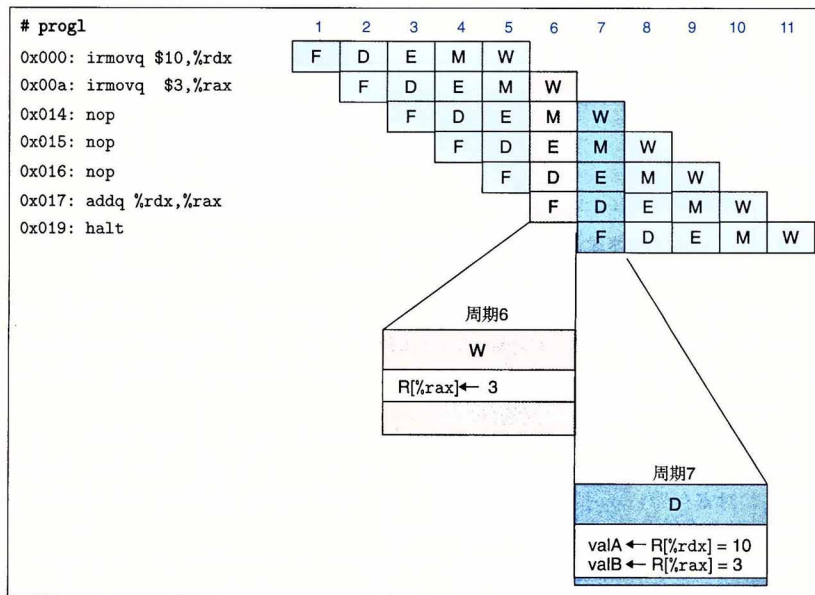 # prog1
1 2 3 4 5 6 7 8 9 10 11
0x000: irmovq $10,%rdx F D E M W
0x00a: irmovq $3,%rax F D E M W
0x014: nop F D E M W
0x015: nop F D E M W
0x016: nop F D E M W
0x017: addq %rdx,%rax F D E M W
0x019: halt F D E M W
周期6
W
R[%rax]← 3
周期7
D
valA ← R[%rdx] = 10
valB ← R[%rax] = 3